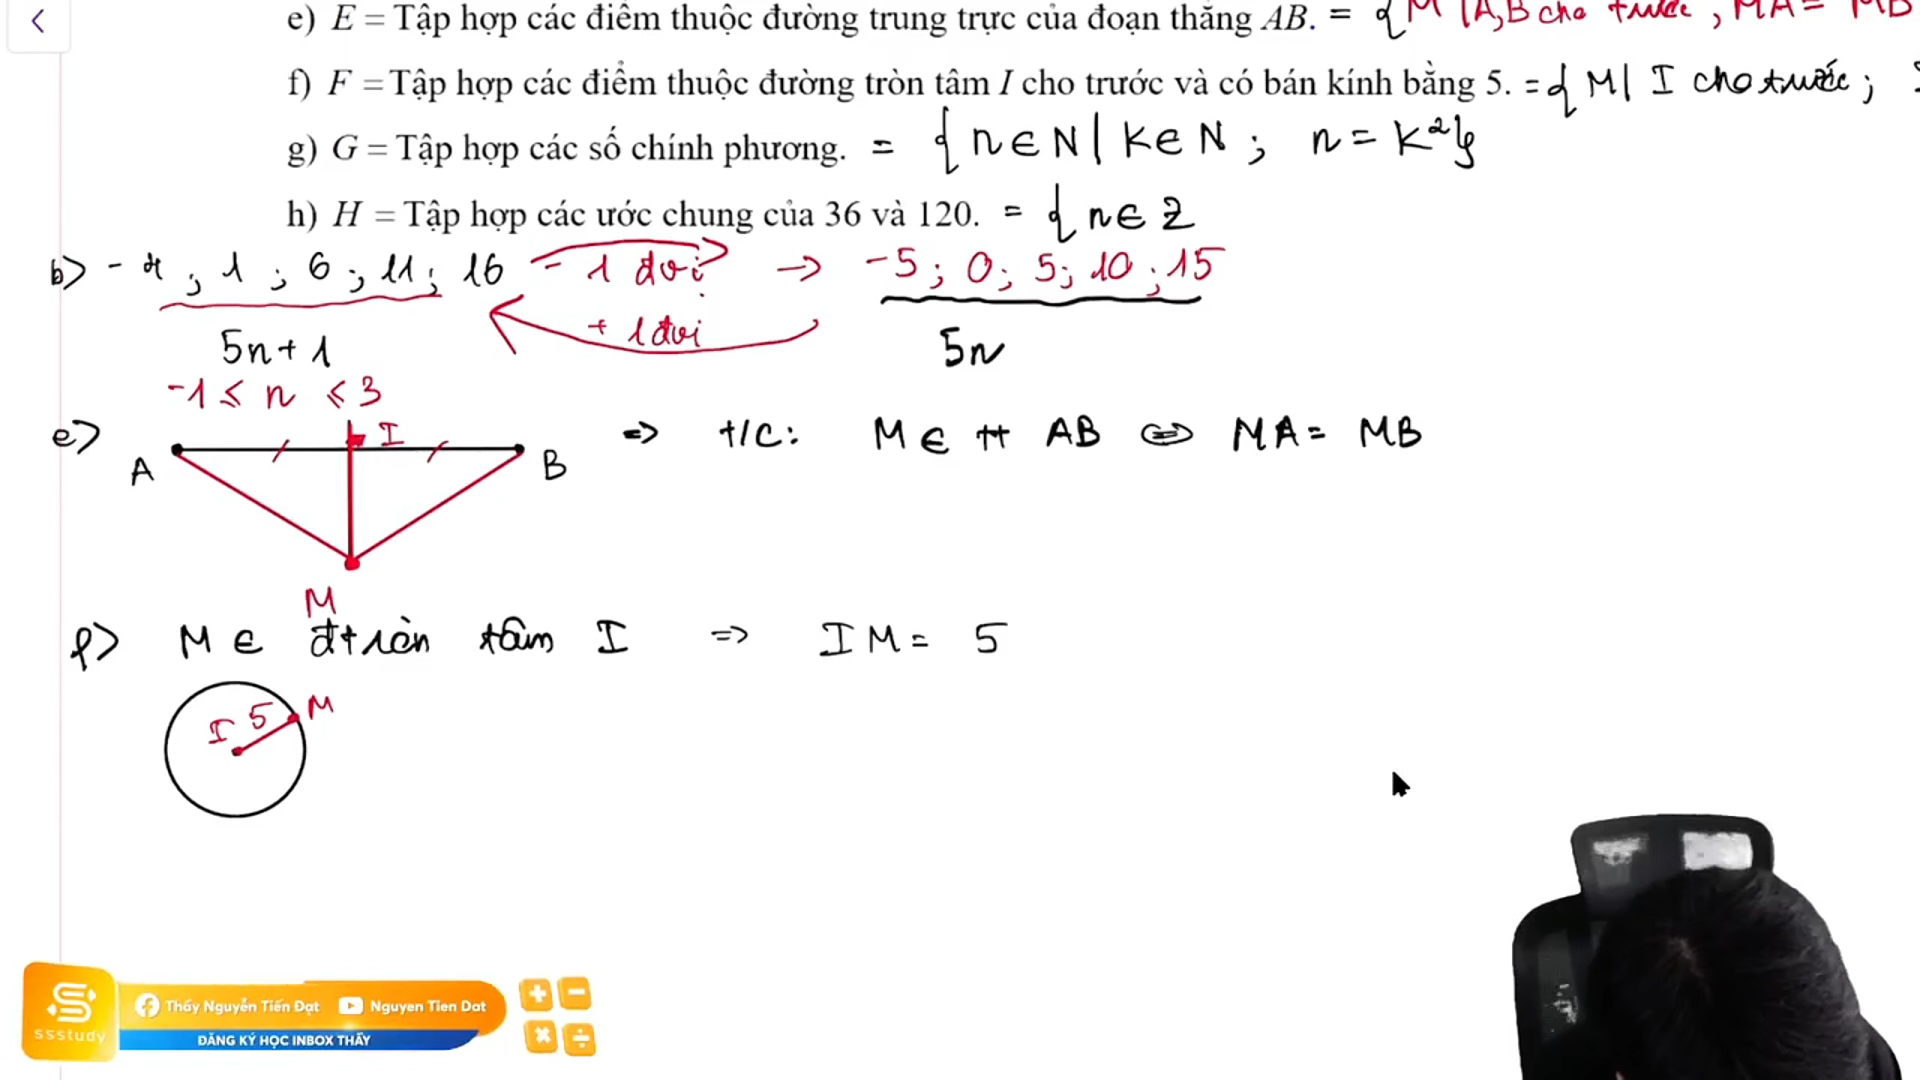 e) E = Tập hợp các điểm thuộc đường trung trực của đoạn thẳng AB. = { M | A,B cho trước , MA = MB
f) F = Tập hợp các điểm thuộc đường tròn tâm I cho trước và có bán kính bằng 5. = { M | I cho trước ;
g) G = Tập hợp các số chính phương. = { n ∈ N | k ∈ N ; n = k² }
h) H = Tập hợp các ước chung của 36 và 120. = { n ∈ Z
b) -4 ; 1 ; 6 ; 11 ; 16 - 1 đvi → -5 ; 0 ; 5 ; 10 ; 15
+ 1 đvi
5n + 1 5n
-1 ≤ n ≤ 3
e) A I B => t/c: M ∈ tt AB ⇔ MA = MB
M
f) M ∈ đtròn tâm I => IM = 5
I 5 M
ssstudy
Thầy Nguyễn Tiến Đạt Nguyen Tien Dat
ĐĂNG KÝ HỌC INBOX THẦY